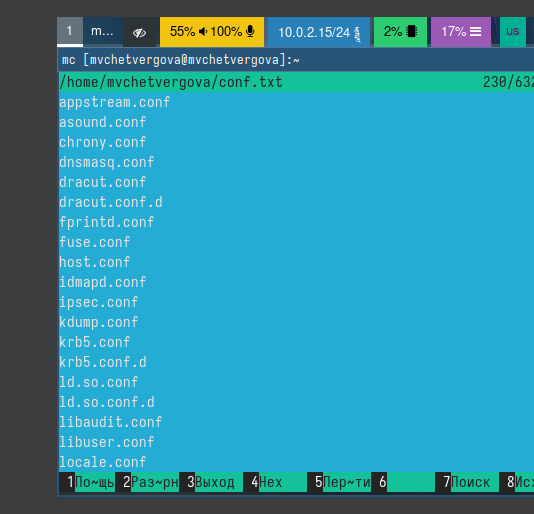 1 m... 55% 100% 10.0.2.15/24 2% 17% us
mc [mvchetvergova@mvchetvergova]:~
/home/mvchetvergova/conf.txt 230/632
appstream.conf
asound.conf
chrony.conf
dnsmasq.conf
dracut.conf
dracut.conf.d
fprintd.conf
fuse.conf
host.conf
idmapd.conf
ipsec.conf
kdump.conf
krb5.conf
krb5.conf.d
ld.so.conf
ld.so.conf.d
libaudit.conf
libuser.conf
locale.conf
1По~щь 2Раз~рн 3Выход 4Hex 5Пер~ти 6 7Поиск 8Исх